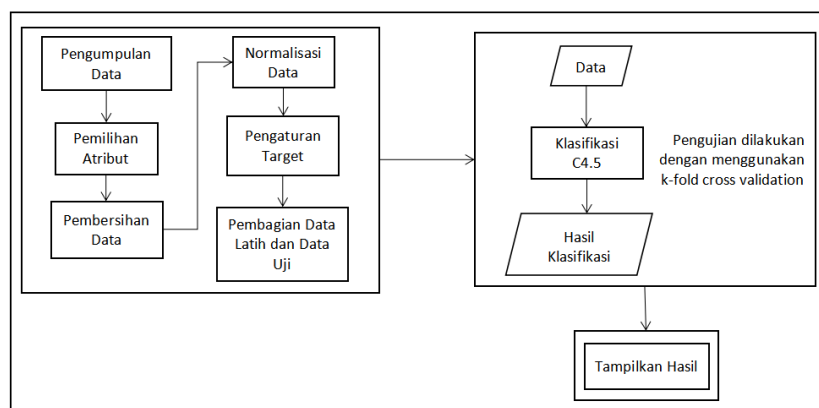 Pengumpulan
Data
Pemilihan
Atribut
Pembersihan
Data
Normalisasi
Data
Pengaturan
Target
Pembagian Data
Latih dan Data
Uji
Data
Klasifikasi
C4.5
Hasil
Klasifikasi
Pengujian dilakukan
dengan menggunakan
k-fold cross validation
Tampilkan Hasil